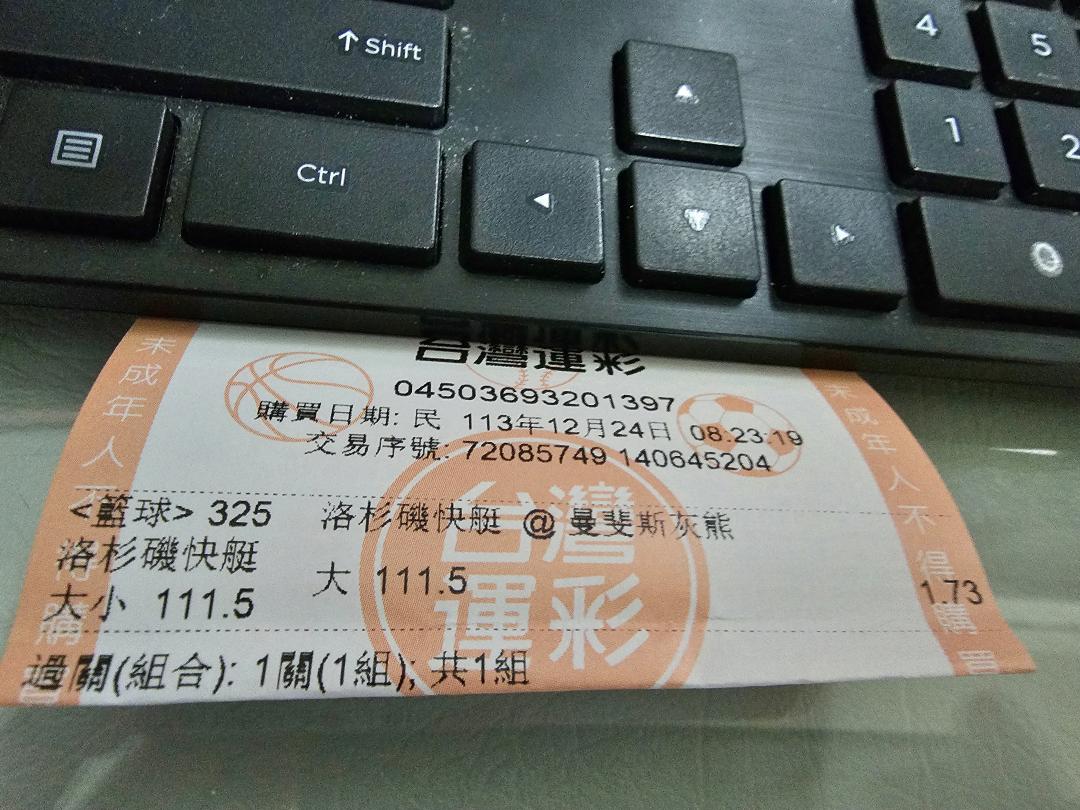 ↑ Shift
4
5
Ctrl
1
2
0
台灣運彩
04503693201397
購買日期: 民 113年12月24日 08:23:19
交易序號: 72085749 140645204
<籃球> 325 洛杉磯快艇 @ 曼斐斯灰熊
洛杉磯快艇
大小 111.5
大 111.5
1.73
過關(組合): 1關(1組); 共1組
台灣
運彩
未成年人不得購買
未成年人不得購買